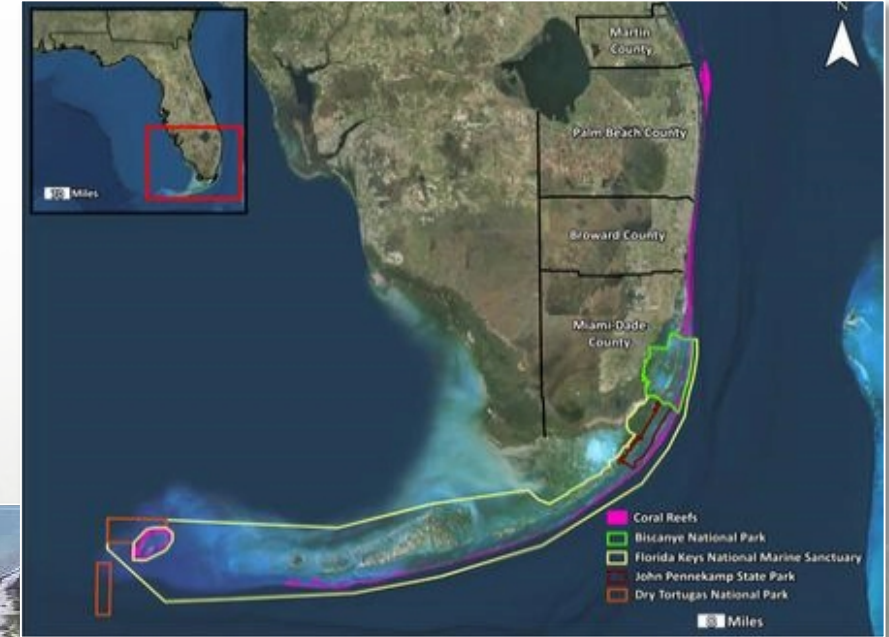 N
Martin
County
Palm Beach County
Broward County
Miami-Dade
County
Miles
Coral Reefs
Biscanye National Park
Florida Keys National Marine Sanctuary
John Pennekamp State Park
Dry Tortugas National Park
Miles